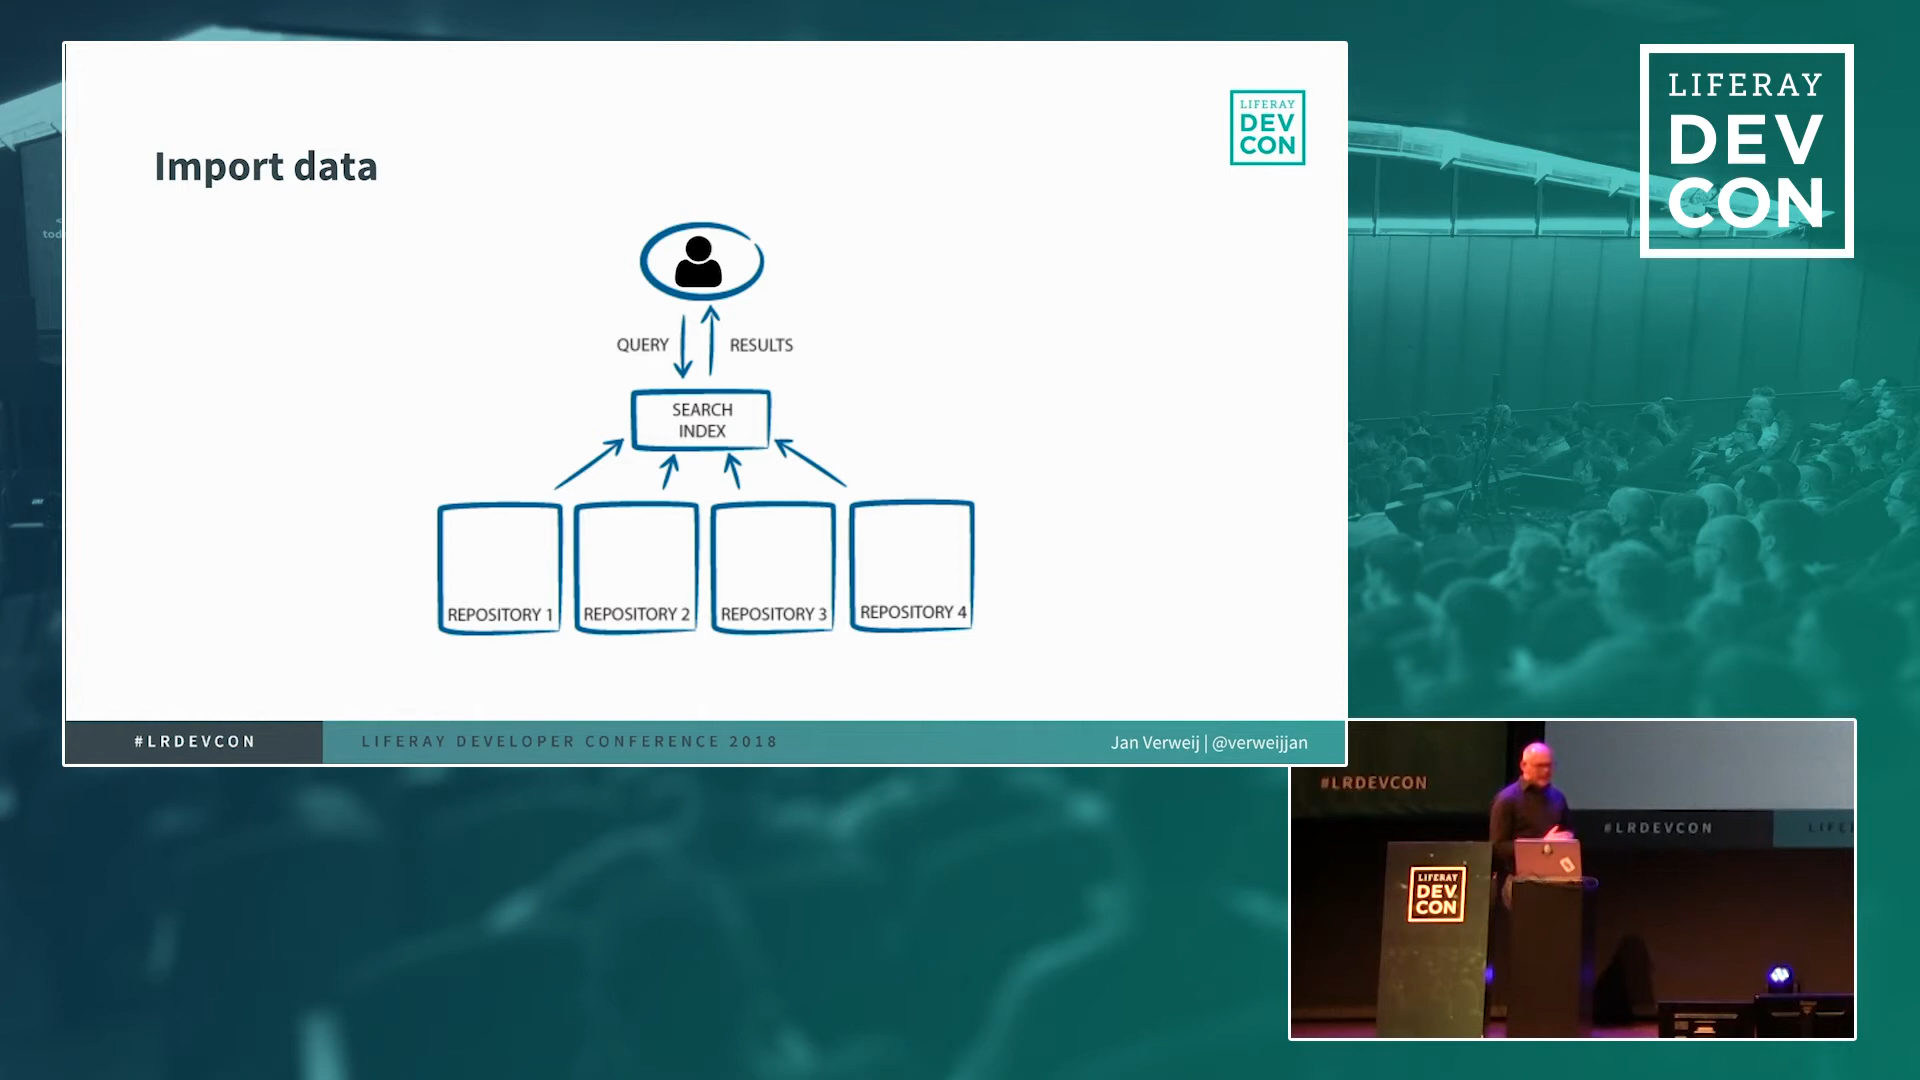 LIFERAY
DEV
CON
Import data
QUERY
RESULTS
SEARCH
INDEX
REPOSITORY 1
REPOSITORY 2
REPOSITORY 3
REPOSITORY 4
#LRDEVCON
LIFERAY DEVELOPER CONFERENCE 2018
Jan Verweij | @verweijjan
LIFERAY
DEV
CON
#LRDEVCON
#LRDEVCON
LIFERAY
DEV
CON